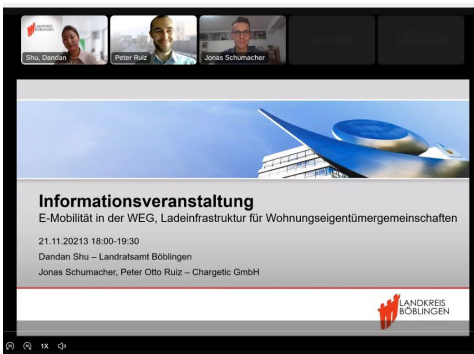 LANDKREIS
BÖBLINGEN
Shu, Dandan
Peter Ruiz
Jonas Schumacher
Informationsveranstaltung
E-Mobilität in der WEG, Ladeinfrastruktur für Wohnungseigentümergemeinschaften
21.11.20213 18:00-19:30
Dandan Shu – Landratsamt Böblingen
Jonas Schumacher, Peter Otto Ruiz – Chargetic GmbH
LANDKREIS
BÖBLINGEN
1X